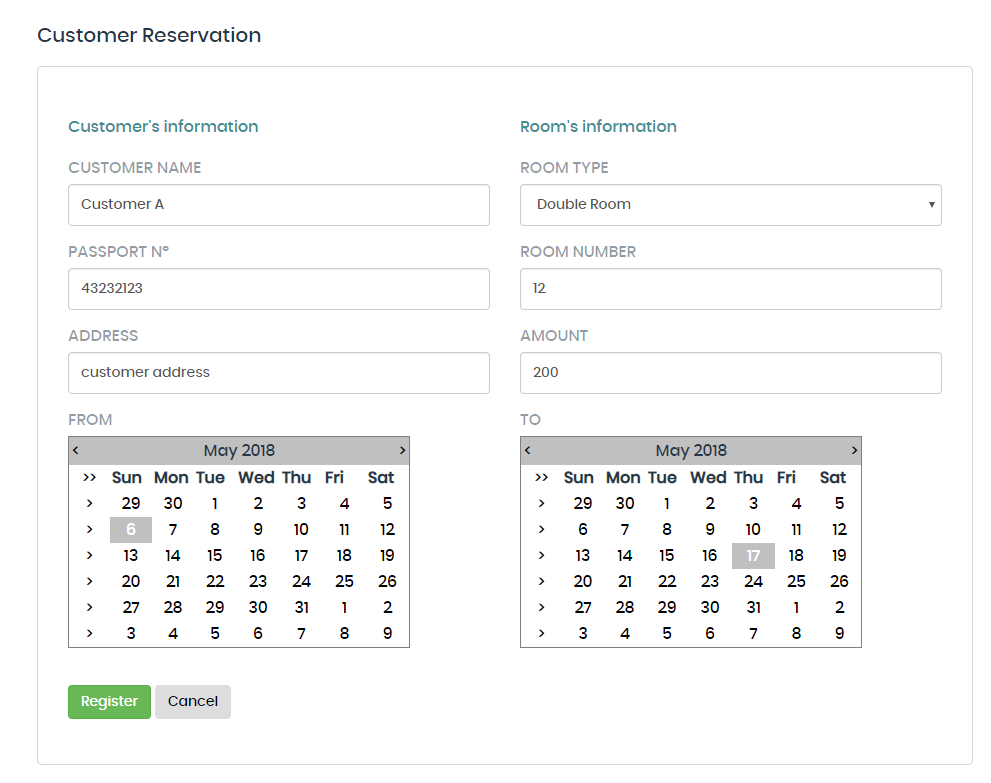 Customer Reservation
Customer's information
CUSTOMER NAME
Customer A
PASSPORT Nº
43232123
ADDRESS
customer address
FROM
< May 2018 >
>> Sun Mon Tue Wed Thu Fri Sat
> 29 30 1 2 3 4 5
> 6 7 8 9 10 11 12
> 13 14 15 16 17 18 19
> 20 21 22 23 24 25 26
> 27 28 29 30 31 1 2
> 3 4 5 6 7 8 9
Room's information
ROOM TYPE
Double Room
ROOM NUMBER
12
AMOUNT
200
TO
< May 2018 >
>> Sun Mon Tue Wed Thu Fri Sat
> 29 30 1 2 3 4 5
> 6 7 8 9 10 11 12
> 13 14 15 16 17 18 19
> 20 21 22 23 24 25 26
> 27 28 29 30 31 1 2
> 3 4 5 6 7 8 9
Register Cancel